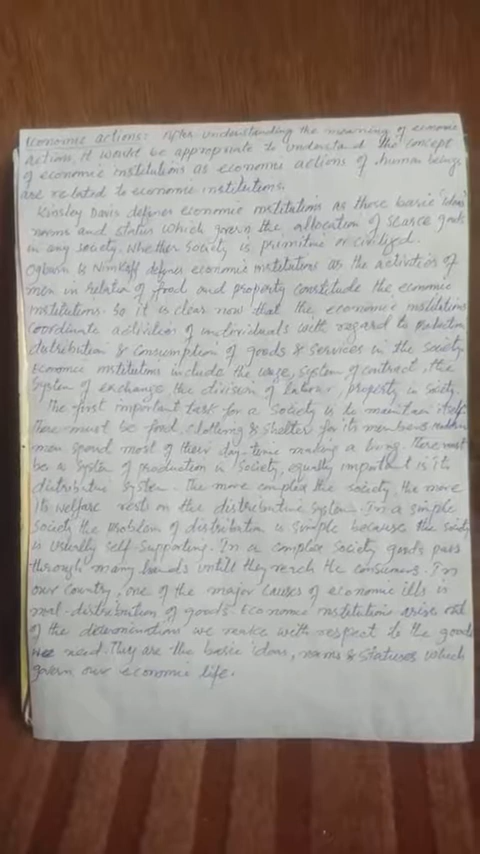 Economic actions: After understanding the meaning of economic
actions, it would be appropriate to understand the concept
of economic institutions as economic actions of human beings
are related to economic institutions.
Kinsley Davis defines economic institutions as those basic ideas
norms and status which govern the allocation of scarce goods
in any society. Whether society is primitive or civilized.
Ogburn & Nimkoff defines economic institutions as the activities of
men in relation of food and property constitude the economic
institutions. So it is clear now that the economic institutions
coordinate activities of individuals with regard to production
distribution & consumption of goods & services in the society.
Economic institutions include the wage, system of contract, the
system of exchange the division of labour, property in society.
The first important task for a society is to maintain itself.
There must be food, clothing & shelter for its members
men spend most of their day-time making a living. There must
be a system of production in society, equally important is its
distributive system. The more complex the society the more
its welfare rest on the distributive system. In a simple
society the problem of distribution is simple because the society
is usually self-supporting. In a complex society goods pass
through many hands untill they reach the consumers. In
our country, one of the major causes of economic ills is
mal-distribution of goods. Economic institutions arise out
of the determinations we make with respect to the goods
we need. They are the basic ideas, norms & statuses which
govern our economic life.